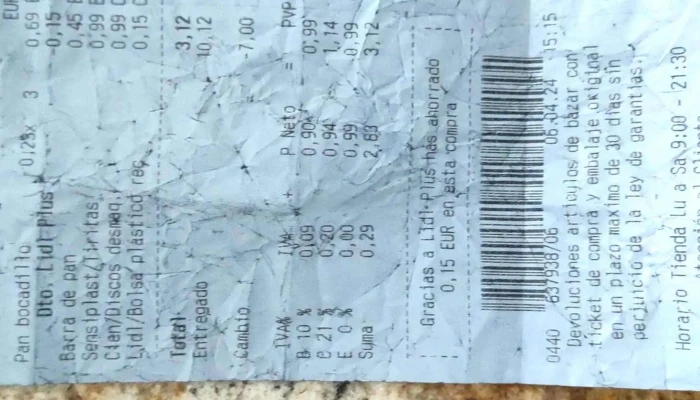 EUR
Pan bocadillo 0,23x 3 0,69 E
Dto. Lidl Plus -0,15
Barra de pan 0,45 E
Sensiplast/Tiritas 0,99 B
Cien/Discos desmaq. 0,99 C
Lidl/Bolsa plástico rec. 0,15 C
Total 3,12
Entregado 10,12
Cambio -7,00
IVA% IVA + P Neto = PVP
B 10 % 0,09 0,90 0,99
C 21 % 0,20 0,94 1,14
E 0 % 0,00 0,99 0,99
Suma 0,29 2,83 3,12
Gracias a Lidl Plus has ahorrado
0,15 EUR en esta compra
0440 637938/06 06.04.24 15:15
Devoluciones artículos de bazar con
ticket de compra y embalaje original
en un plazo maximo de 30 dias sin
perjuicio de la ley de garantias.
Horario Tienda Lu a Sa 9:00 - 21:30